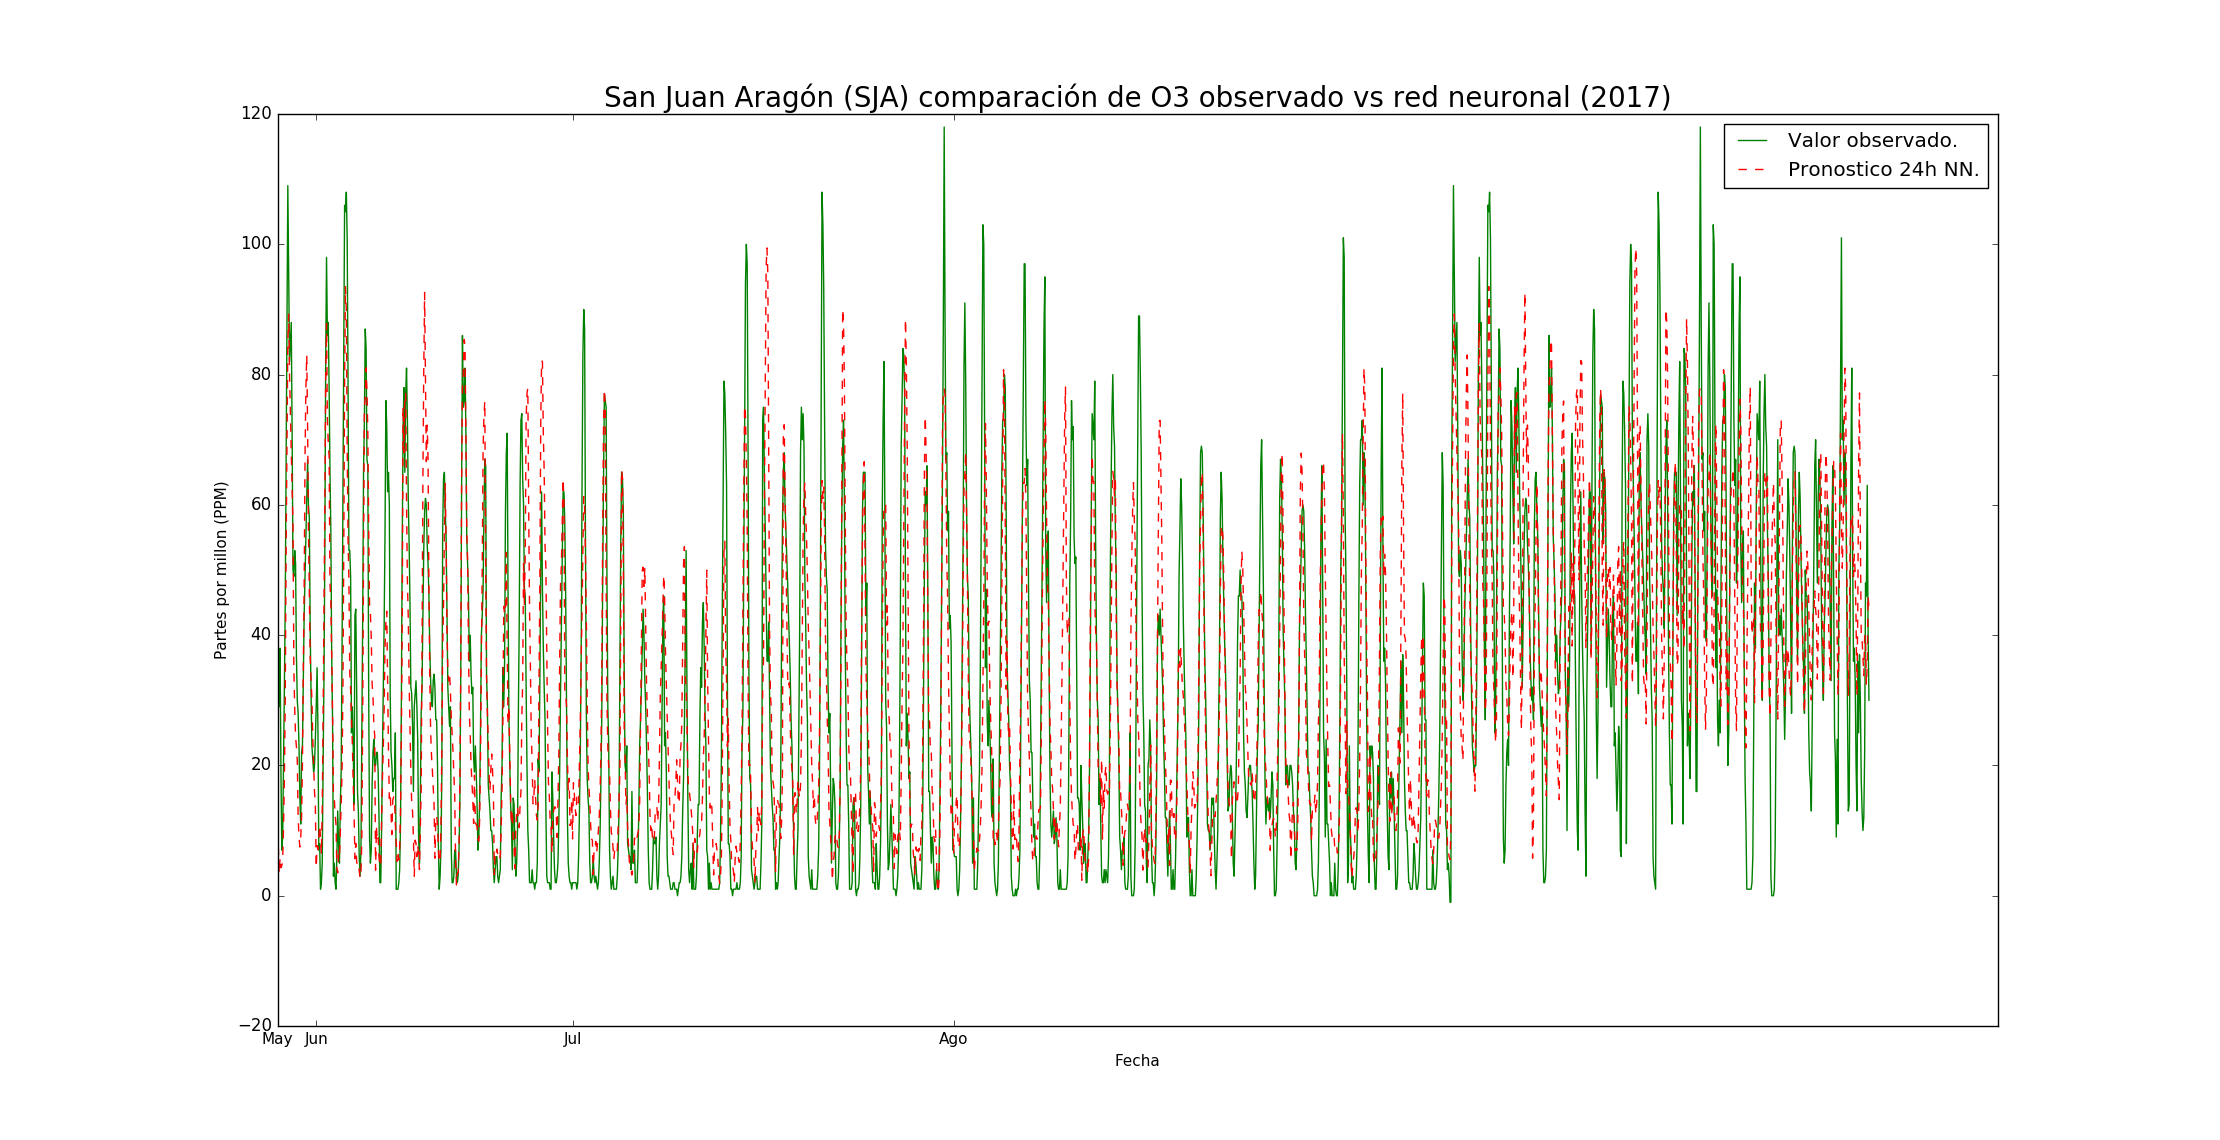 San Juan Aragón (SJA) comparación de O3 observado vs red neuronal (2017)
120
100
80
60
40
20
0
−20
Partes por millon (PPM)
Valor observado.
Pronostico 24h NN.
May Jun Jul Ago
Fecha